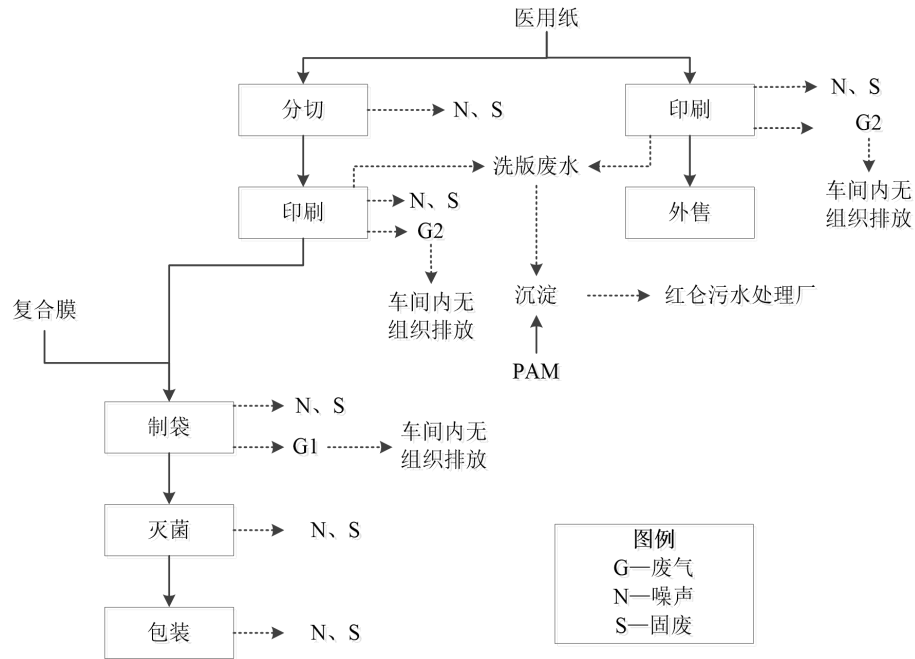 医用纸
分切
N、S
印刷
N、S
G2
车间内无
组织排放
洗版废水
印刷
N、S
G2
车间内无
组织排放
外售
沉淀
红仑污水处理厂
PAM
复合膜
制袋
N、S
G1
车间内无
组织排放
灭菌
N、S
包装
N、S
图例
G—废气
N—噪声
S—固废